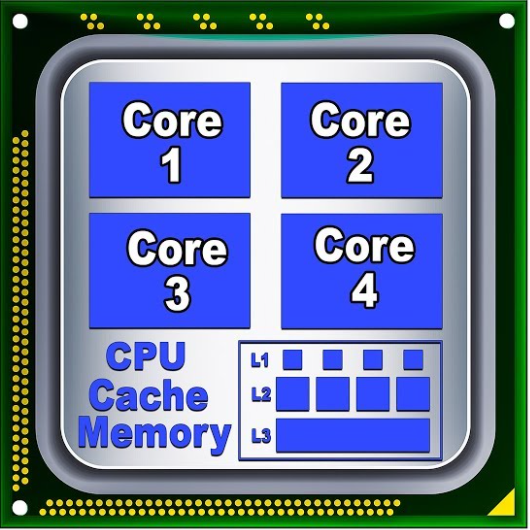 Core
1
Core
2
Core
3
Core
4
CPU
Cache
Memory
L1
L2
L3